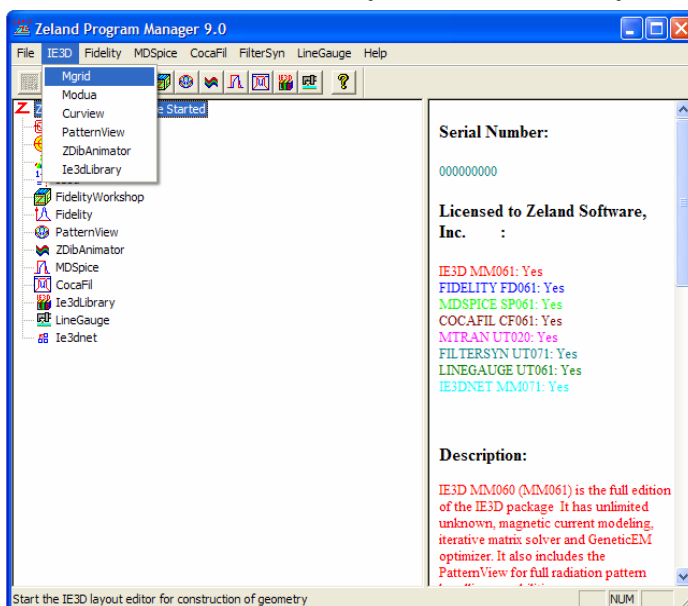 Zeland Program Manager 9.0
File IE3D Fidelity MDSpice CocaFil FilterSyn LineGauge Help
Mgrid
Modua
Curview
PatternView
ZDibAnimator
Ie3dLibrary
e Started
FidelityWorkshop
Fidelity
PatternView
ZDibAnimator
MDSpice
CocaFil
Ie3dLibrary
LineGauge
Ie3dnet
Serial Number:
000000000
Licensed to Zeland Software,
Inc. :
IE3D MM061: Yes
FIDELITY FD061: Yes
MDSPICE SP061: Yes
COCAFIL CF061: Yes
MTRAN UT020: Yes
FILTERSYN UT071: Yes
LINEGAUGE UT061: Yes
IE3DNET MM071: Yes
Description:
IE3D MM060 (MM061) is the full edition
of the IE3D package. It has unlimited
unknown, magnetic current modeling,
iterative matrix solver and GeneticEM
optimizer. It also includes the
PatternView for full radiation pattern
Start the IE3D layout editor for construction of geometry
NUM